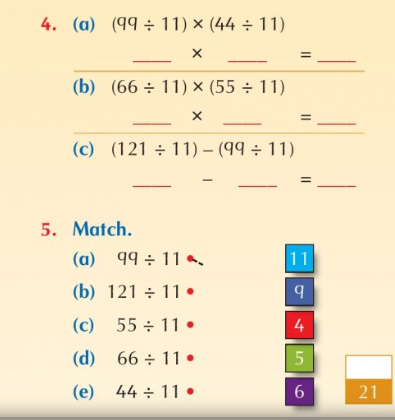 4. (a) (99 ÷ 11) × (44 ÷ 11)
____ × ____ = ____
(b) (66 ÷ 11) × (55 ÷ 11)
____ × ____ = ____
(c) (121 ÷ 11) – (99 ÷ 11)
____ – ____ = ____
5. Match.
(a) 99 ÷ 11 • 11
(b) 121 ÷ 11 • 9
(c) 55 ÷ 11 • 4
(d) 66 ÷ 11 • 5
(e) 44 ÷ 11 • 6
21